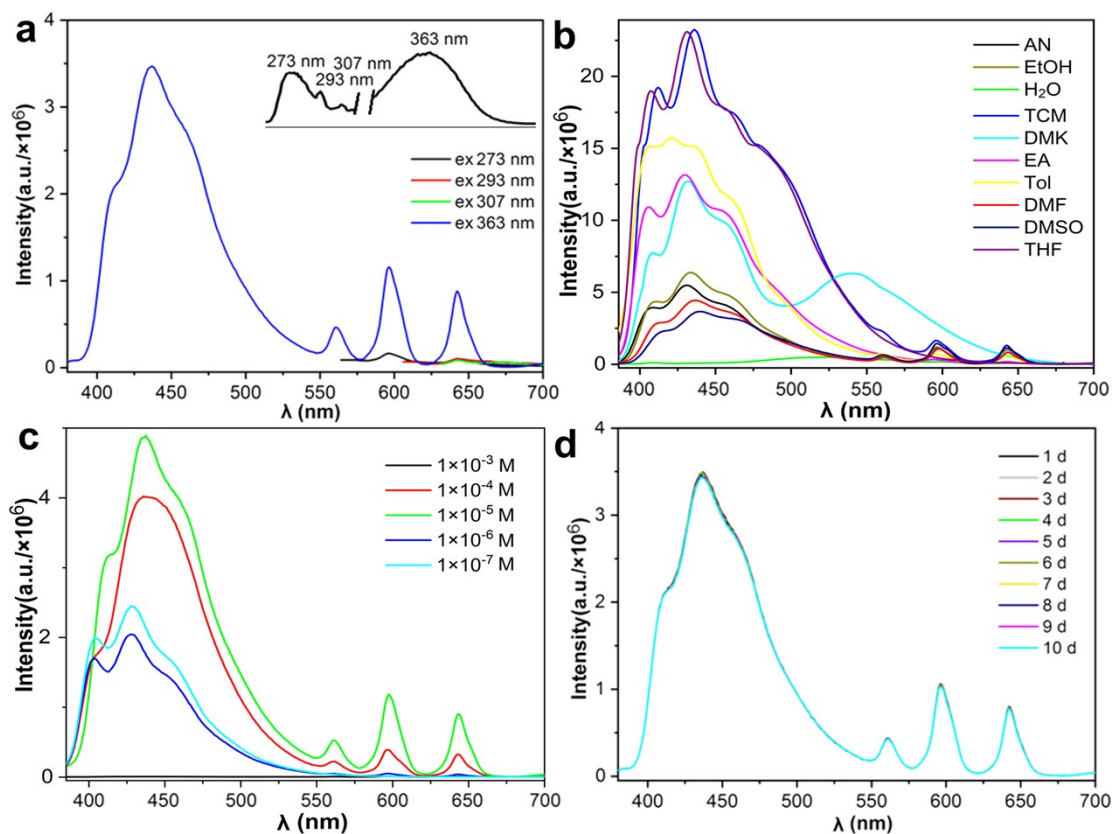 a
Intensity(a.u./×10⁶)
4
3
2
1
0
273 nm
307 nm
293 nm
363 nm
ex 273 nm
ex 293 nm
ex 307 nm
ex 363 nm
400 450 500 550 600 650 700
λ (nm)
b
Intensity(a.u./×10⁶)
20
15
10
5
0
AN
EtOH
H₂O
TCM
DMK
EA
Tol
DMF
DMSO
THF
400 450 500 550 600 650 700
λ (nm)
c
Intensity(a.u./×10⁶)
4
2
0
1×10⁻³ M
1×10⁻⁴ M
1×10⁻⁵ M
1×10⁻⁶ M
1×10⁻⁷ M
400 450 500 550 600 650 700
λ (nm)
d
Intensity(a.u./×10⁶)
4
3
2
1
0
1 d
2 d
3 d
4 d
5 d
6 d
7 d
8 d
9 d
10 d
400 450 500 550 600 650 700
λ (nm)